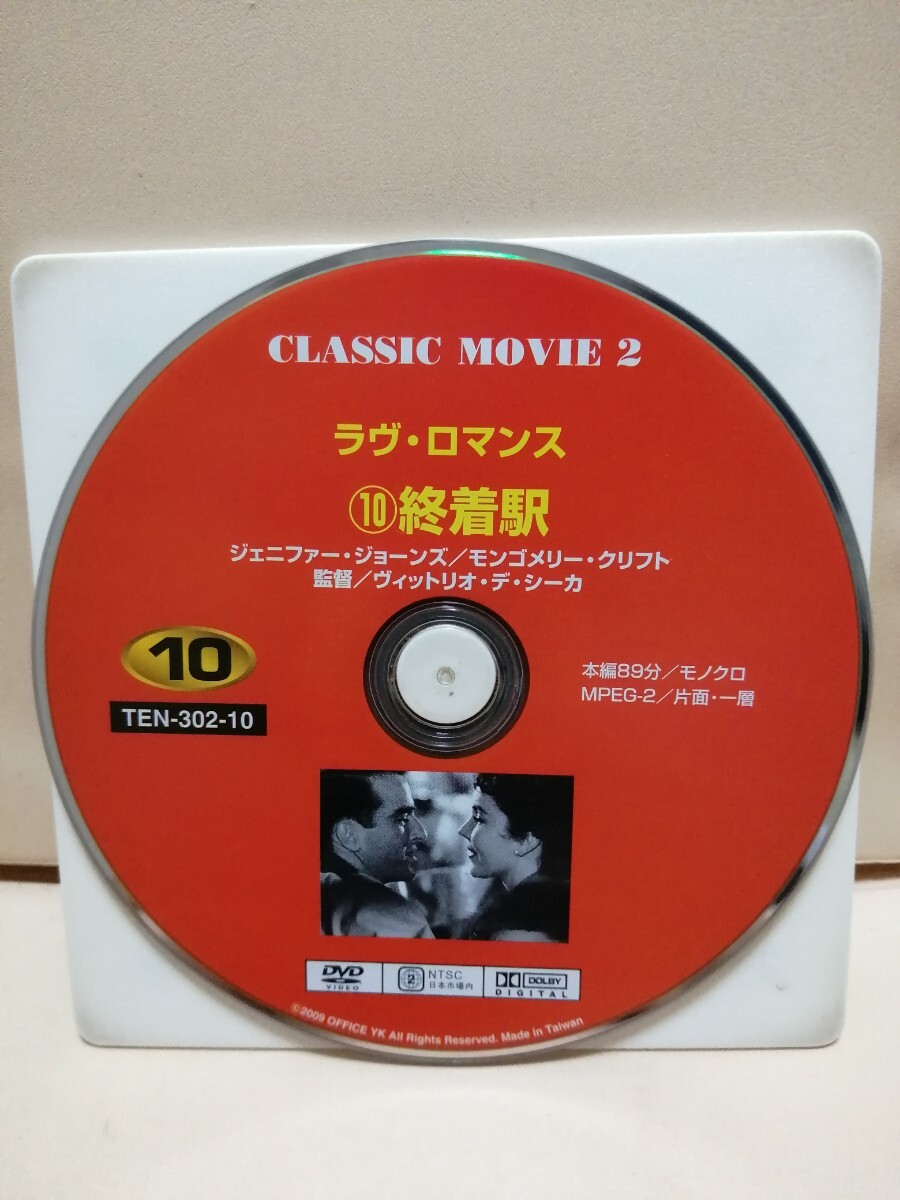 CLASSIC MOVIE 2
ラヴ・ロマンス
⑩終着駅
ジェニファー・ジョーンズ／モンゴメリー・クリフト
監督／ヴィットリオ・デ・シーカ
10
TEN-302-10
本編89分／モノクロ
MPEG-2／片面・一層
DVD
VIDEO
2
NTSC
日本市場内
DOLBY
DIGITAL
©2009 OFFICE YK All Rights Reserved. Made in Taiwan